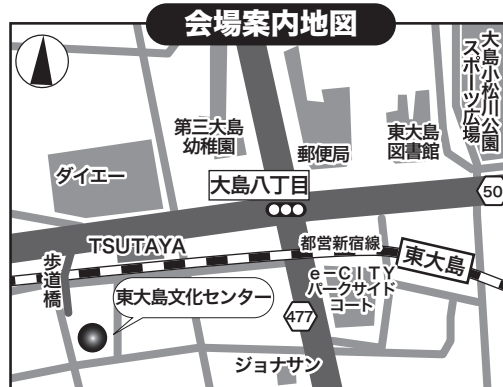 会場案内地図
大島小松川公園
スポーツ広場
第三大島
幼稚園
郵便局
東大島
図書館
ダイエー
大島八丁目
50
TSUTAYA
都営新宿線
東大島
歩道橋
e-CITY
パークサイド
コート
東大島文化センター
477
ジョナサン